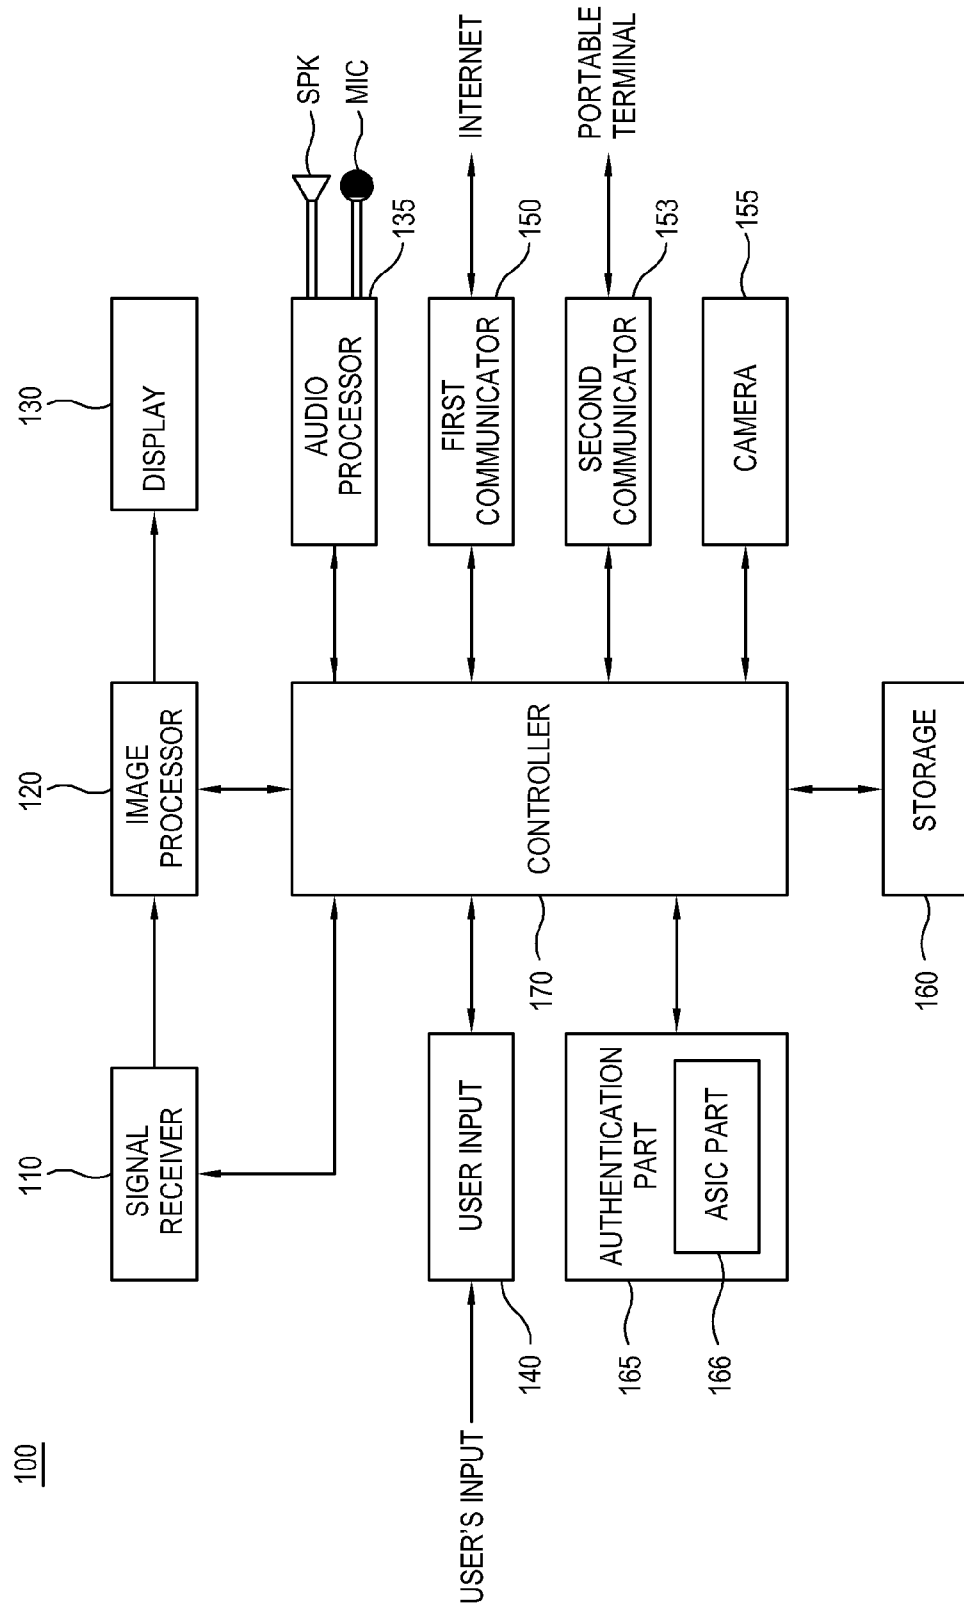 100
110
SIGNAL
RECEIVER
120
IMAGE
PROCESSOR
130
DISPLAY
SPK
MIC
AUDIO
PROCESSOR
135
USER'S INPUT
USER INPUT
140
CONTROLLER
170
FIRST
COMMUNICATOR
150
INTERNET
AUTHENTICATION
PART
165
ASIC PART
166
SECOND
COMMUNICATOR
153
PORTABLE
TERMINAL
CAMERA
155
STORAGE
160